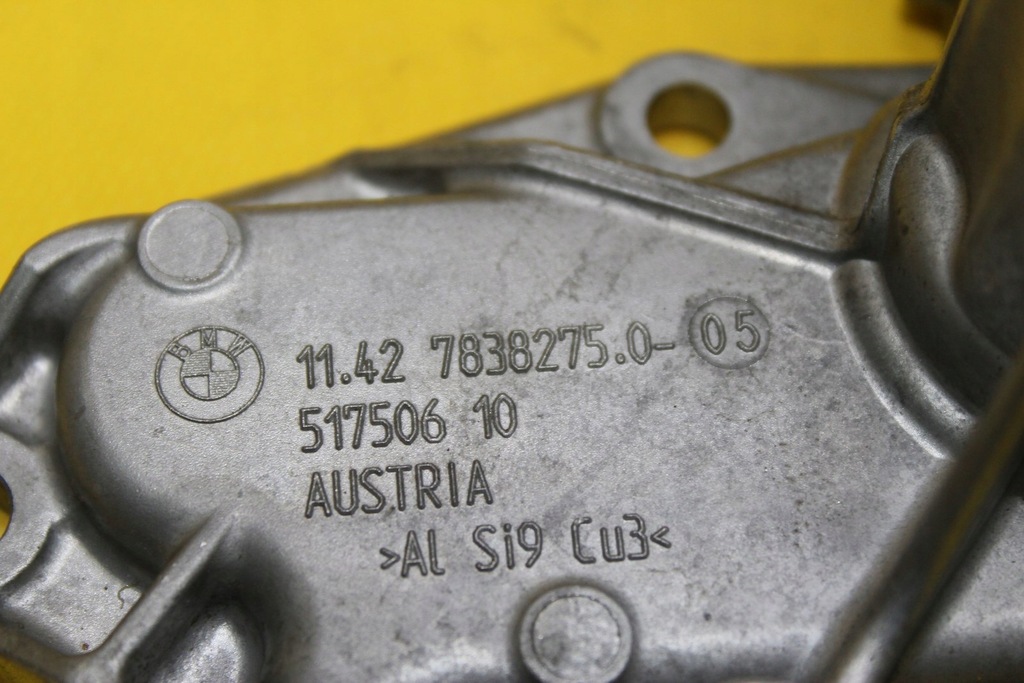 BMW
11.42 7838275.0- 05
517506 10
AUSTRIA
>Al Si9 Cu3<